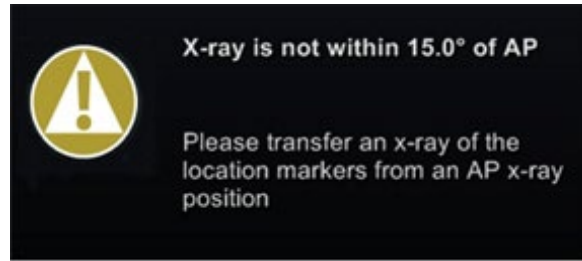 X-ray is not within 15.0° of AP
Please transfer an x-ray of the
location markers from an AP x-ray
position